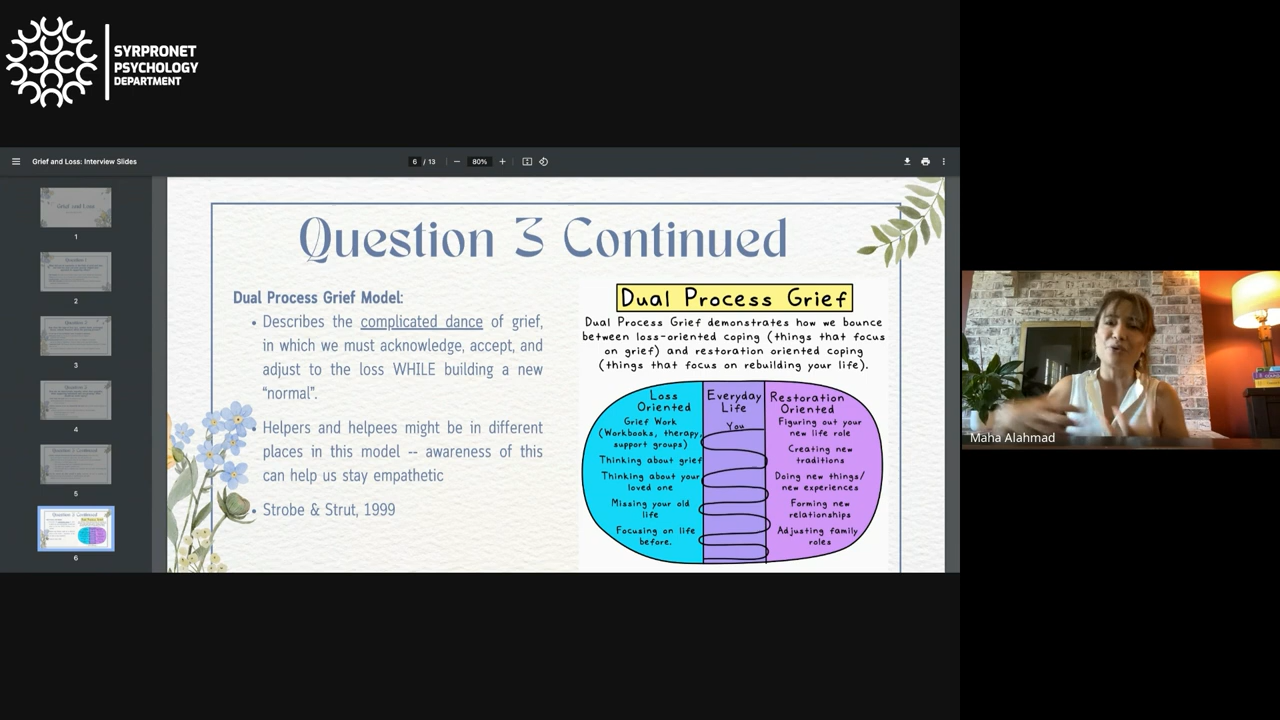 SYRPRONET
PSYCHOLOGY
DEPARTMENT
Grief and Loss: Interview Slides
6 / 13
80%
Grief and Loss
1
Question 1
2
3
4
5
6
Question 3 Continued
Dual Process Grief Model:
• Describes the complicated dance of grief,
in which we must acknowledge, accept, and
adjust to the loss WHILE building a new
“normal”.
• Helpers and helpees might be in different
places in this model -- awareness of this
can help us stay empathetic
• Strobe & Strut, 1999
Dual Process Grief
Dual Process Grief demonstrates how we bounce
between loss-oriented coping (things that focus
on grief) and restoration oriented coping
(things that focus on rebuilding your life).
Loss
Oriented
Grief Work
(Workbooks, therapy,
support groups)
Thinking about grief
Thinking about your
loved one
Missing your old
life
Focusing on life
before.
Everyday
Life
You
Restoration
Oriented
Figuring out your
new life role
Creating new
traditions
Doing new things/
new experiences
Forming new
relationships
Adjusting family
roles
Maha Alahmad